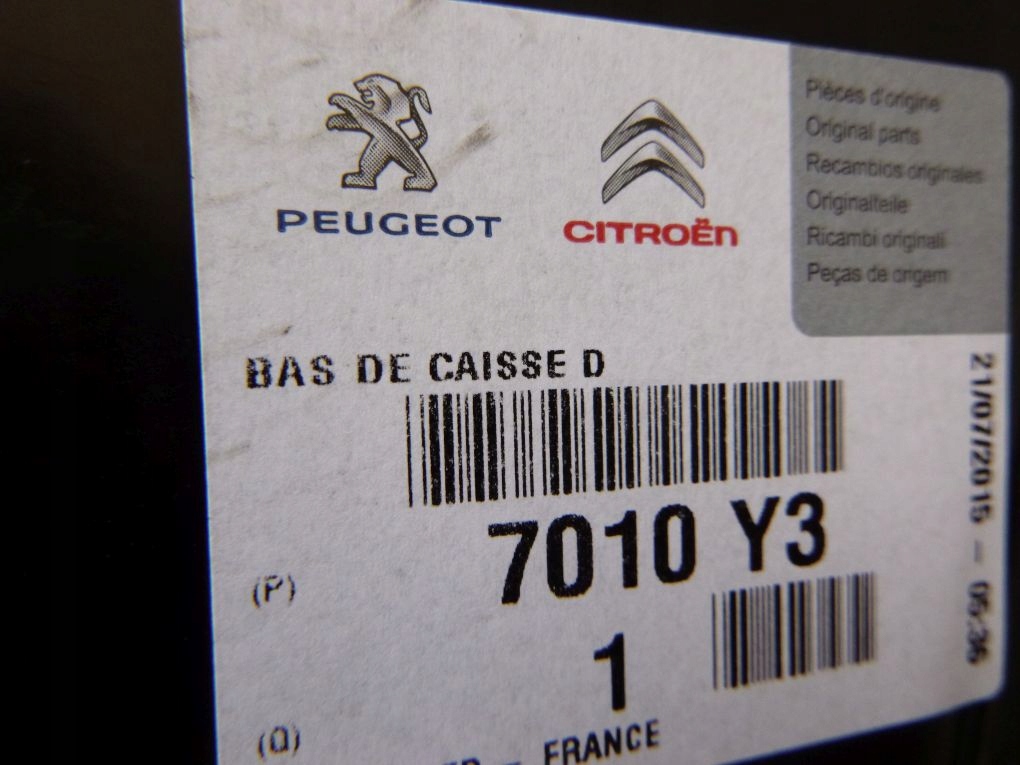 PEUGEOT
CITROËN
Pièces d'origine
Original parts
Recambios originales
Originalteile
Ricambi originali
Peças de origem
BAS DE CAISSE D
7010 Y3
(P)
1
(Q)
- FRANCE
21/07/2015 - 05:36